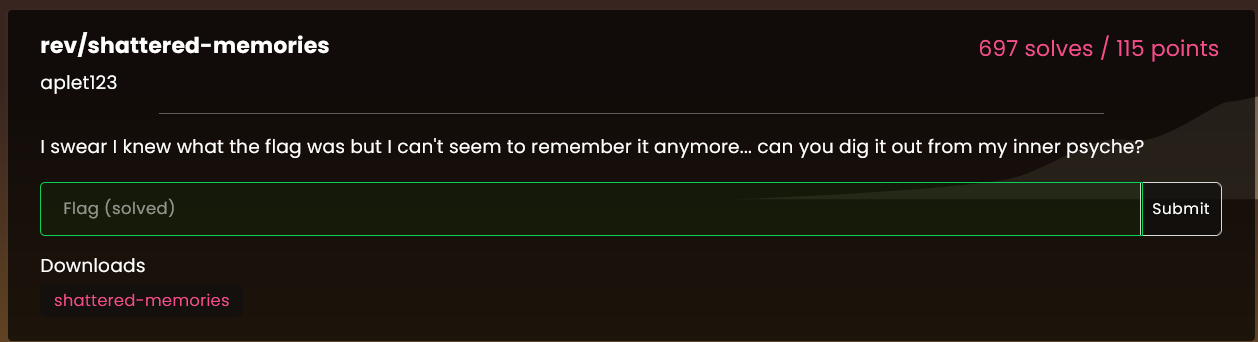 rev/shattered-memories
697 solves / 115 points
aplet123
I swear I knew what the flag was but I can't seem to remember it anymore... can you dig it out from my inner psyche?
Flag (solved)
Submit
Downloads
shattered-memories